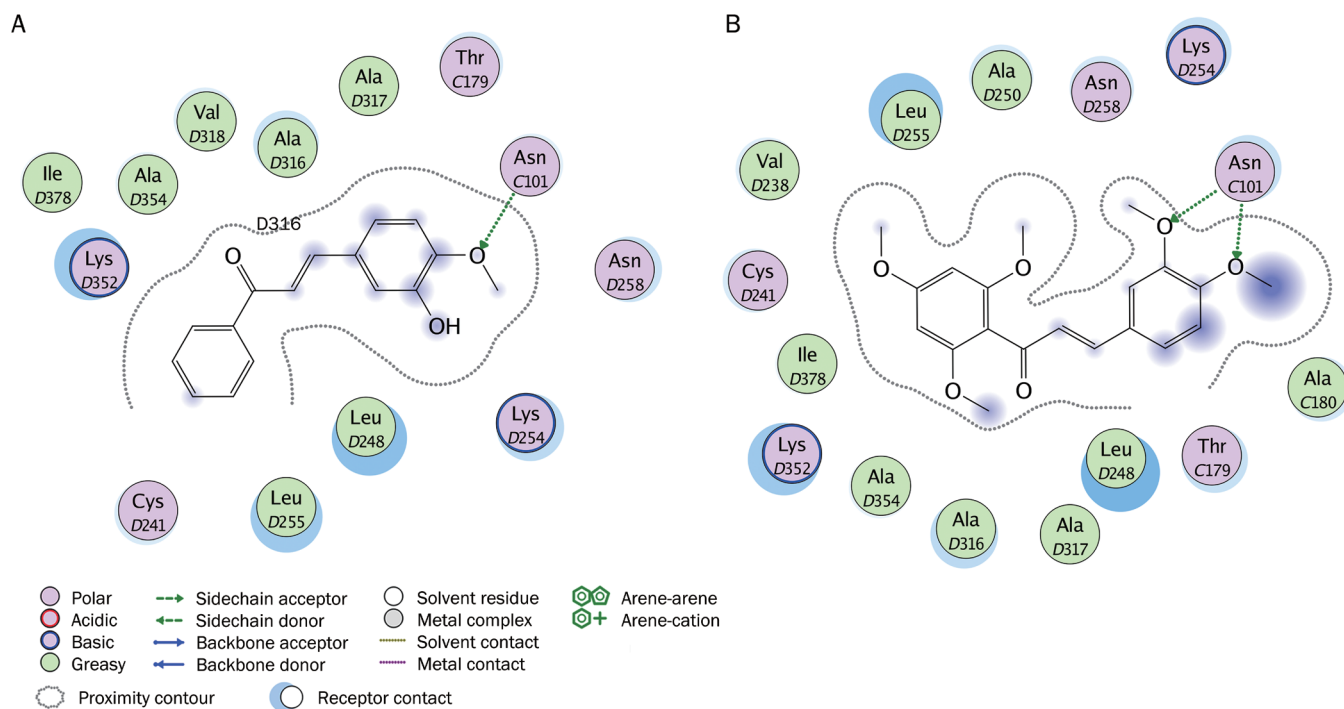 A
Thr
C179
Ala
D317
Val
D318
Ala
D316
Asn
C101
Ile
D378
Ala
D354
D316
Lys
D352
O
O
OH
Asn
D258
Leu
D248
Lys
D254
Cys
D241
Leu
D255
B
Lys
D254
Ala
D250
Asn
D258
Leu
D255
Val
D238
Asn
C101
Cys
D241
O
O
O
O
O
O
Ile
D378
Ala
C180
Lys
D352
Leu
D248
Thr
C179
Ala
D354
Ala
D316
Ala
D317
Polar
Acidic
Basic
Greasy
Proximity contour
Sidechain acceptor
Sidechain donor
Backbone acceptor
Backbone donor
Receptor contact
Solvent residue
Metal complex
Solvent contact
Metal contact
Arene-arene
Arene-cation